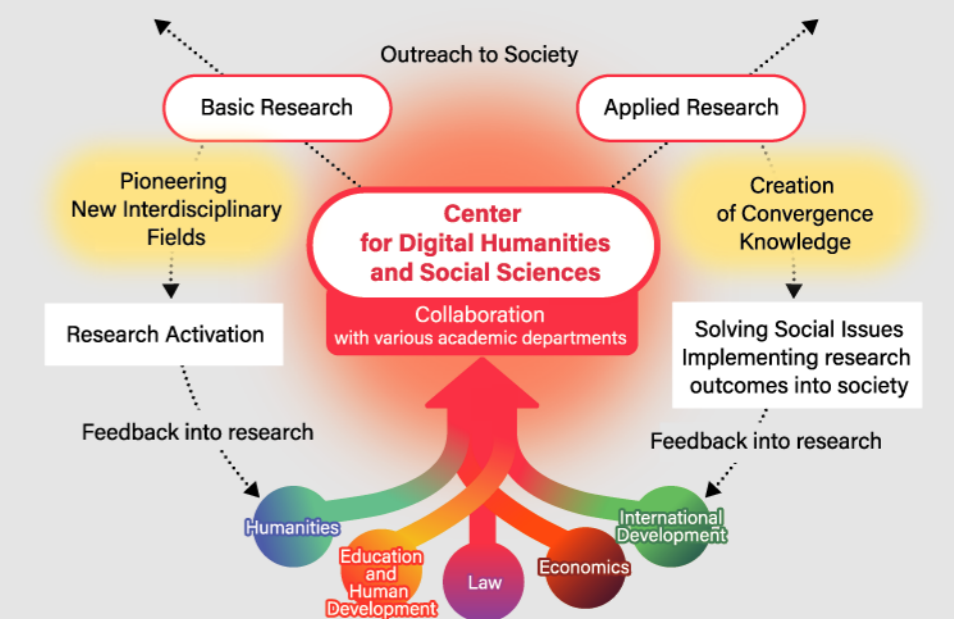 Outreach to Society
Basic Research
Applied Research
Pioneering
New Interdisciplinary
Fields
Creation
of Convergence
Knowledge
Center
for Digital Humanities
and Social Sciences
Collaboration
with various academic departments
Research Activation
Solving Social Issues
Implementing research
outcomes into society
Feedback into research
Feedback into research
Humanities
Education
and
Human
Development
Law
Economics
International
Development